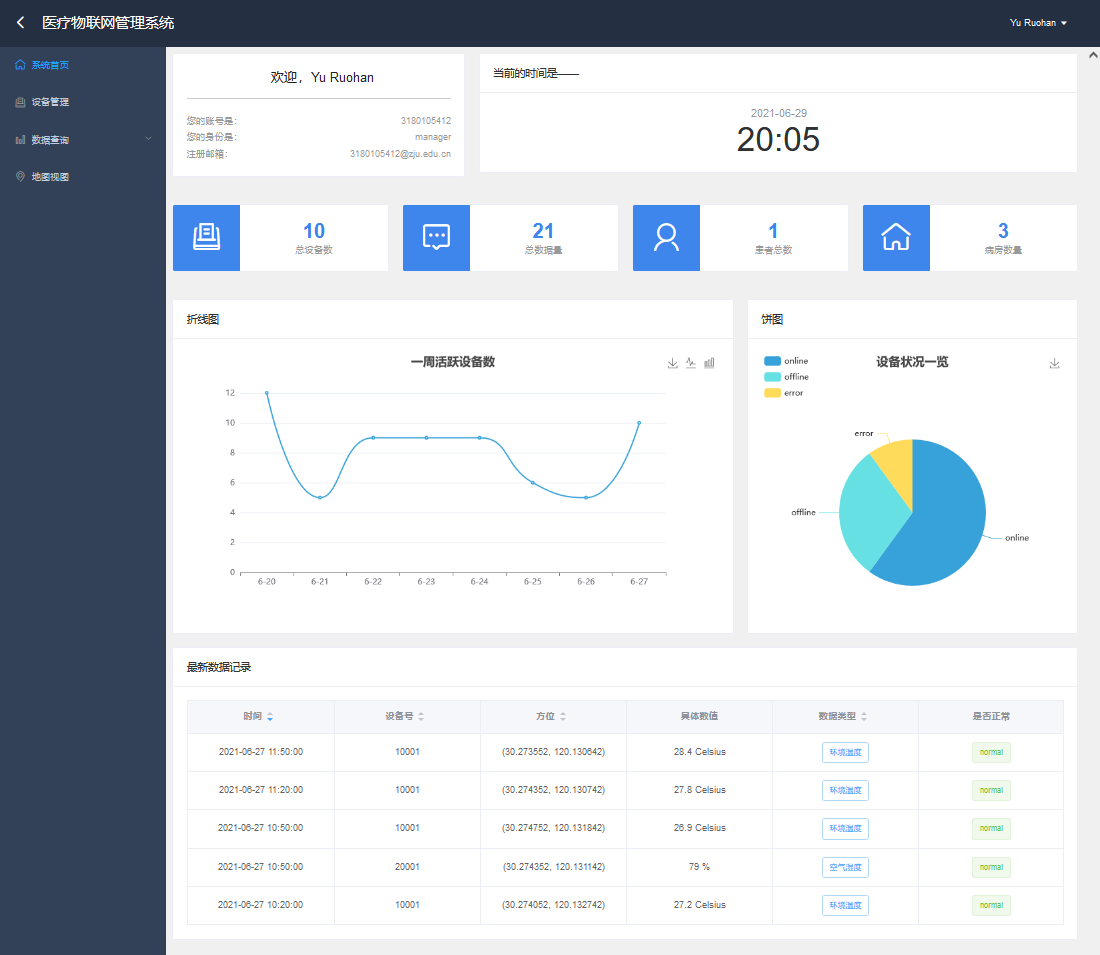 医疗物联网管理系统
Yu Ruohan
系统首页
设备管理
数据查询
地图视图
欢迎，Yu Ruohan
您的账号是： 3180105412
您的身份是： manager
注册邮箱： 3180105412@zju.edu.cn
当前的时间是——
2021-06-29
20:05
10
总设备数
21
总数据量
1
患者总数
3
病房数量
折线图
一周活跃设备数
12
10
8
6
4
2
0
6-20 6-21 6-22 6-23 6-24 6-25 6-26 6-27
饼图
设备状况一览
online
offline
error
error
offline
online
最新数据记录
时间 设备号 方位 具体数值 数据类型 是否正常
2021-06-27 11:50:00 10001 (30.273552, 120.130642) 28.4 Celsius 环境温度 normal
2021-06-27 11:20:00 10001 (30.274352, 120.130742) 27.8 Celsius 环境温度 normal
2021-06-27 10:50:00 10001 (30.274752, 120.131842) 26.9 Celsius 环境温度 normal
2021-06-27 10:50:00 20001 (30.274352, 120.131142) 79 % 空气湿度 normal
2021-06-27 10:20:00 10001 (30.274052, 120.132742) 27.2 Celsius 环境温度 normal